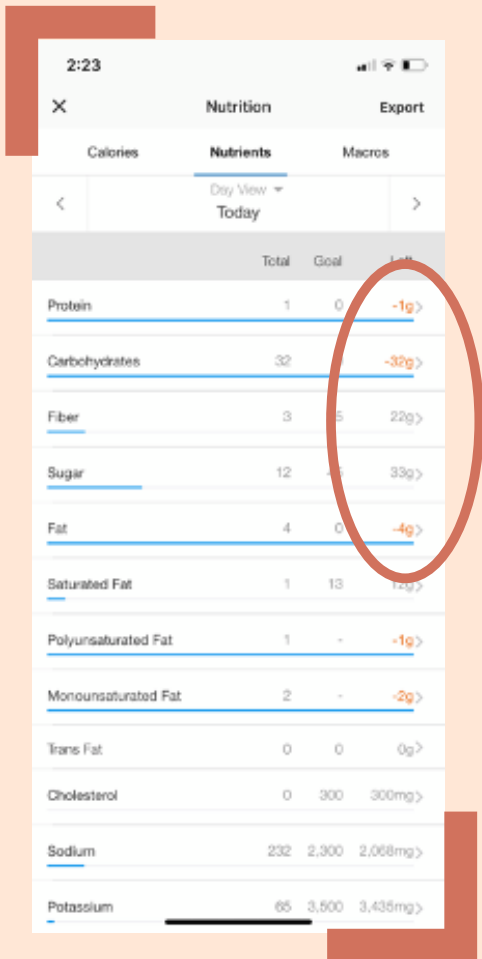 2:23
Nutrition Export
Calories Nutrients Macros
Day View
Today
Total Goal Left
Protein 1 0 -1g
Carbohydrates 32 -32g
Fiber 3 5 22g
Sugar 12 33g
Fat 4 0 -4g
Saturated Fat 1 13 12g
Polyunsaturated Fat 1 - -1g
Monounsaturated Fat 2 - -2g
Trans Fat 0 0 0g
Cholesterol 0 300 300mg
Sodium 232 2,300 2,068mg
Potassium 65 3,500 3,435mg